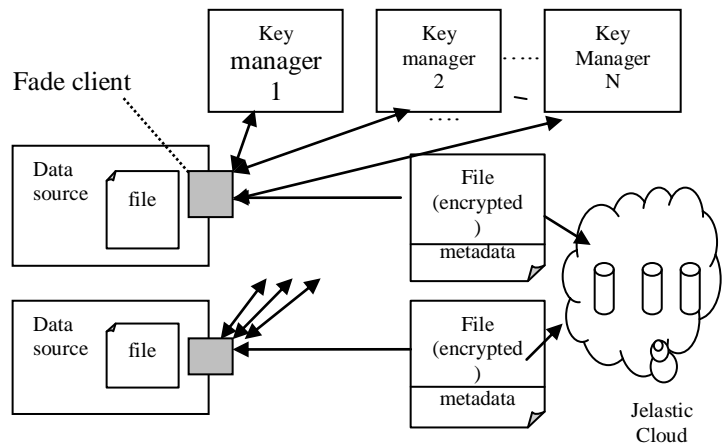 Key
manager
1
Key
manager
2
Key
Manager
N
Fade client
Data
source
file
File
(encrypted
)
metadata
Data
source
file
File
(encrypted
)
metadata
Jelastic
Cloud